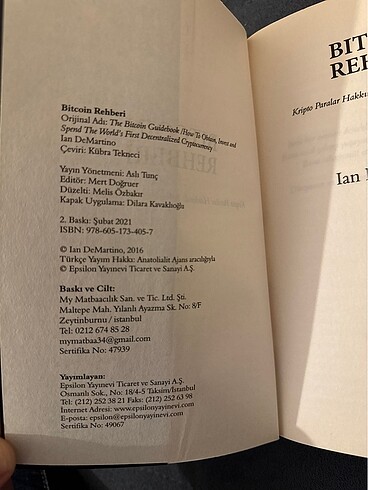 Bitcoin Rehberi
Orijinal Adı: The Bitcoin Guidebook /How To Obtain, Invest and
Spend The World's First Decentralized Cryptocurrency
Ian DeMartino
Çeviri: Kübra Tekneci
Yayın Yönetmeni: Aslı Tunç
Editör: Mert Doğruer
Düzelti: Melis Özbakır
Kapak Uygulama: Dilara Kavaklıoğlu
2. Baskı: Şubat 2021
ISBN: 978-605-173-405-7
© Ian DeMartino, 2016
Türkçe Yayım Hakkı: Anatolialit Ajans aracılığıyla
© Epsilon Yayınevi Ticaret ve Sanayi A.Ş.
Baskı ve Cilt:
My Matbaacılık San. ve Tic. Ltd. Şti.
Maltepe Mah. Yılanlı Ayazma Sk. No: 8/F
Zeytinburnu / istanbul
Tel: 0212 674 85 28
mymatbaa34@gmail.com
Sertifika No: 47939
Yayımlayan:
Epsilon Yayınevi Ticaret ve Sanayi A.Ş.
Osmanlı Sok., No: 18/4-5 Taksim/İstanbul
Tel: (212) 252 38 21 Faks: (212) 252 63 98
İnternet Adresi: www.epsilonyayinevi.com
E-posta: epsilon@epsilonyayinevi.com
Sertifika No: 49067
BIT
REH
Kripto Paralar Hakkı
Ian